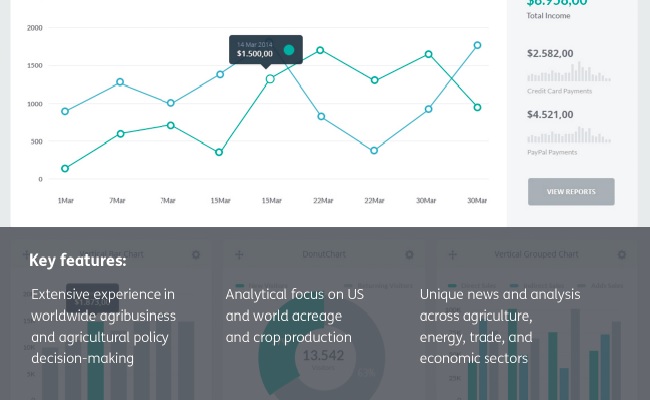 $6.958,00
Total Income
2000
14 Mar 2014
$1.500,00
1500
1000
500
0
1Mar
7Mar
7Mar
15Mar
15Mar
22Mar
22Mar
30Mar
30Mar
$2.582,00
Credit Card Payments
$4.521,00
PayPal Payments
VIEW REPORTS
Key features:
Extensive experience in
worldwide agribusiness
and agricultural policy
decision-making
Analytical focus on US
and world acreage
and crop production
Unique news and analysis
across agriculture,
energy, trade, and
economic sectors
DonutChart
Vertical Grouped Chart
13.542